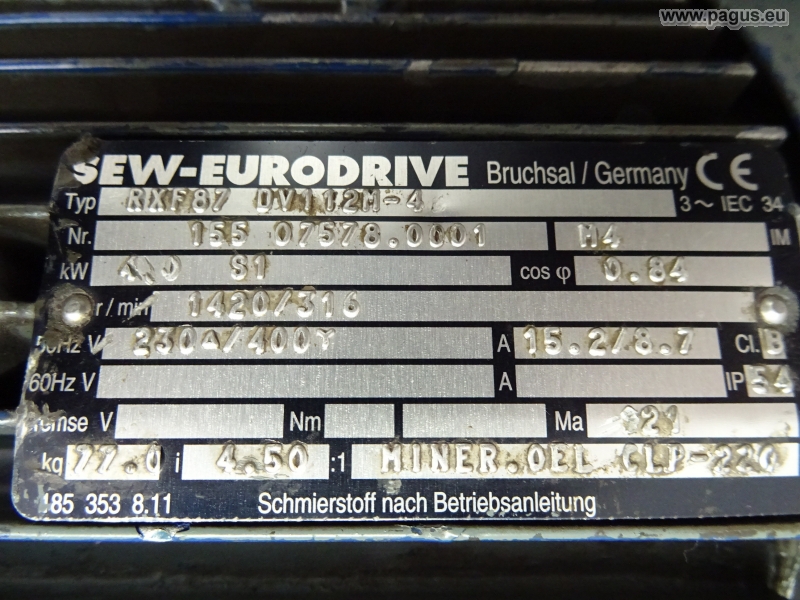 www.pagus.eu
SEW-EURODRIVE Bruchsal / Germany CE
Typ RXF87 DV112M-4 3~ IEC 34
Nr. 155 07578.0001 M4 IM
kW 4.0 S1 cos φ 0.84
r/min 1420/316
50Hz V 230Δ/400Y A 15.2/8.7 Cl. B
60Hz V A IP 54
V Nm Ma 121
kg 77.0 i 4.50 :1 MINER.OEL CLP-220
185 353 8.11 Schmierstoff nach Betriebsanleitung